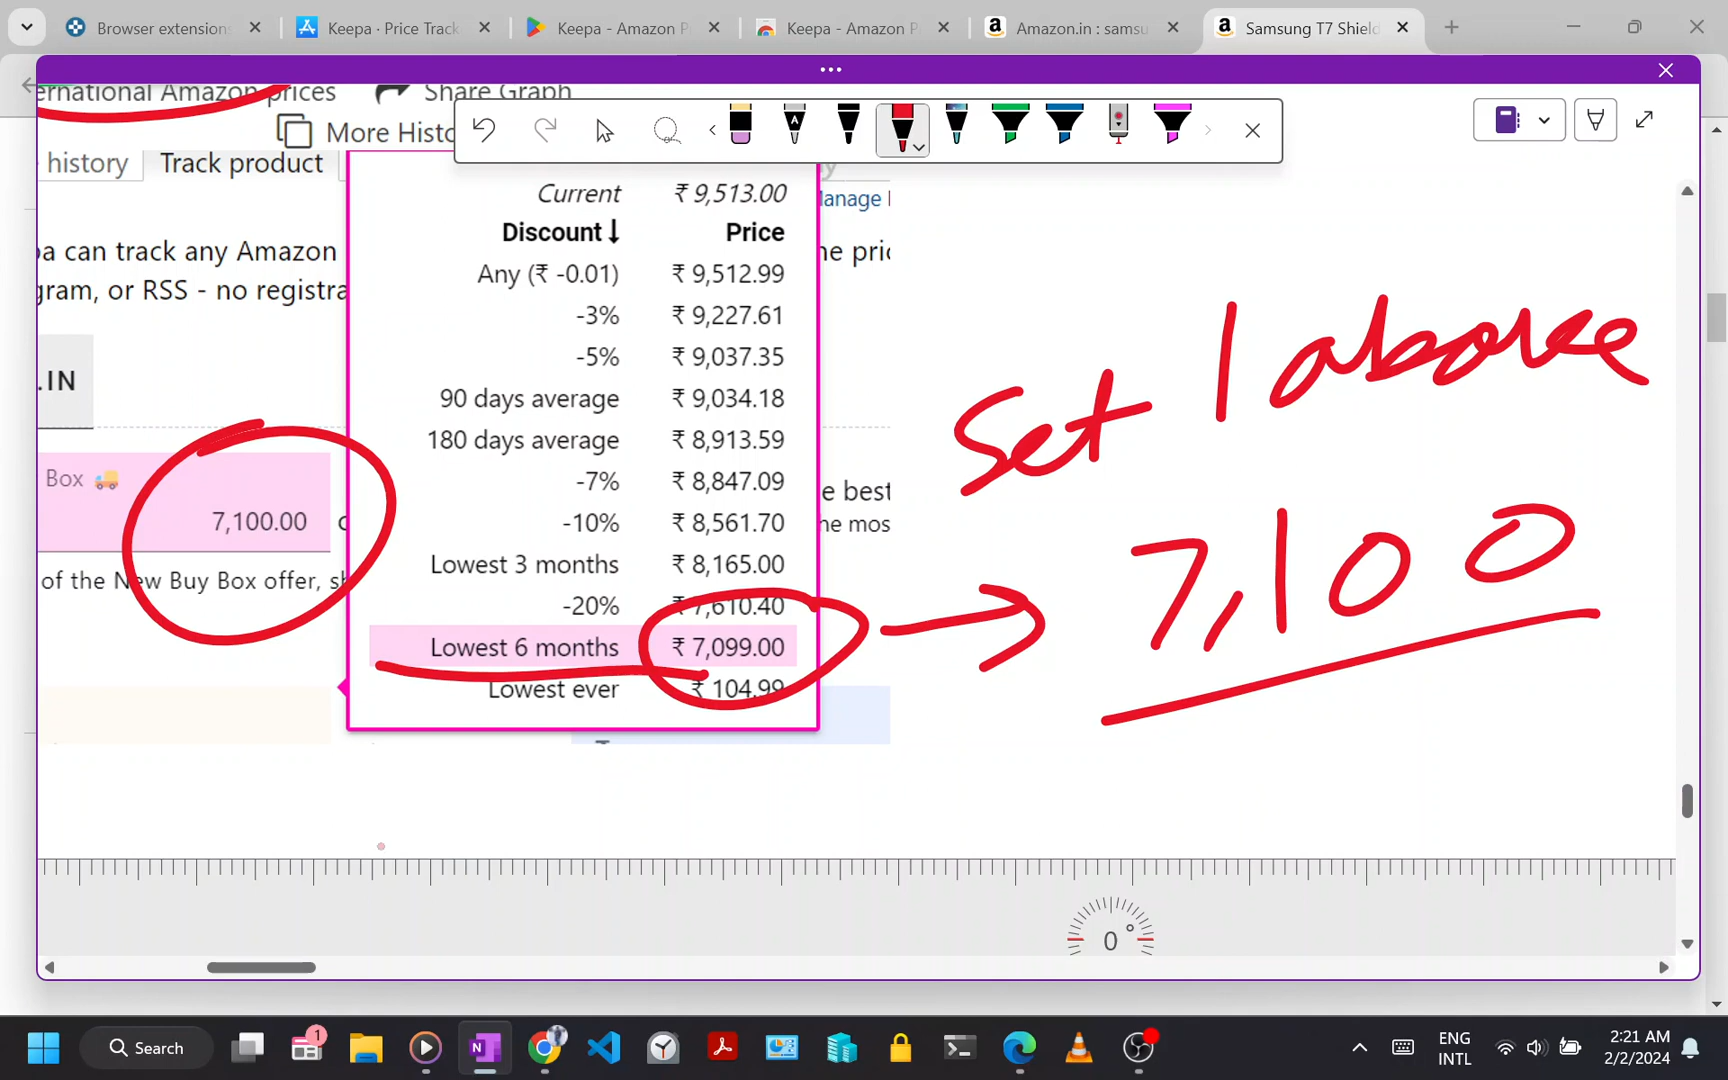 Browser extensions
Keepa · Price Track
Keepa - Amazon P
Keepa - Amazon P
Amazon.in : samsu
Samsung T7 Shield
ernational Amazon prices
Share Graph
More Histo
history
Track product
Manage
pa can track any Amazon
he pric
gram, or RSS - no registra
.IN
Box
7,100.00
e best
he mos
of the New Buy Box offer, sh
Current ₹ 9,513.00
Discount ↓ Price
Any (₹ -0.01) ₹ 9,512.99
-3% ₹ 9,227.61
-5% ₹ 9,037.35
90 days average ₹ 9,034.18
180 days average ₹ 8,913.59
-7% ₹ 8,847.09
-10% ₹ 8,561.70
Lowest 3 months ₹ 8,165.00
-20% ₹ 7,610.40
Lowest 6 months ₹ 7,099.00
Lowest ever ₹ 104.99
Set 1 above
→ 7,100
0°
Search
1
ENG
INTL
2:21 AM
2/2/2024